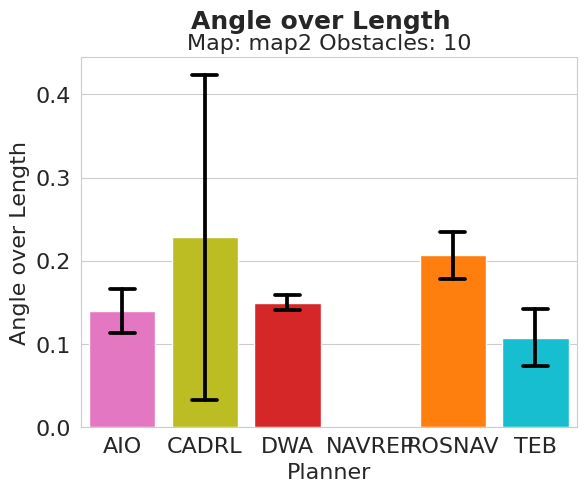 Angle over Length
Map: map2 Obstacles: 10
Angle over Length
0.4
0.3
0.2
0.1
0.0
AIO CADRL DWA NAVREP ROSNAV TEB
Planner